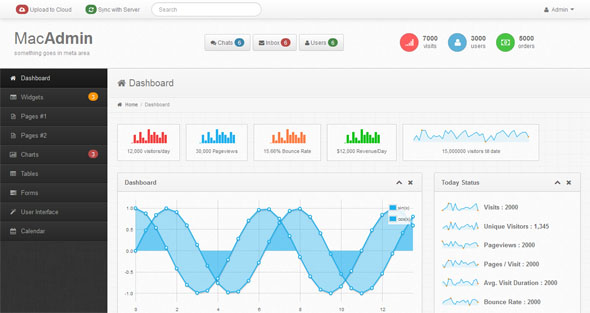 Upload to Cloud Sync with Server Search Admin
MacAdmin
something goes in meta area
Chats 6 Inbox 6 Users 6
7000 visits
3000 users
5000 orders
Dashboard
Widgets 3
Pages #1
Pages #2
Charts 3
Tables
Forms
User Interface
Calendar
Dashboard
Home / Dashboard
12,000 visitors/day
30,000 Pageviews
15.66% Bounce Rate
$12,000 Revenue/Day
15,000000 visitors till date
Dashboard
1.0
0.5
0.0
-0.5
-1.0
0 2 4 6 8 10 12
sin(x)
cos(x)
Today Status
Visits : 2000
Unique Visitors : 1,345
Pageviews : 2000
Pages / Visit : 2000
Avg. Visit Duration : 2000
Bounce Rate : 2000